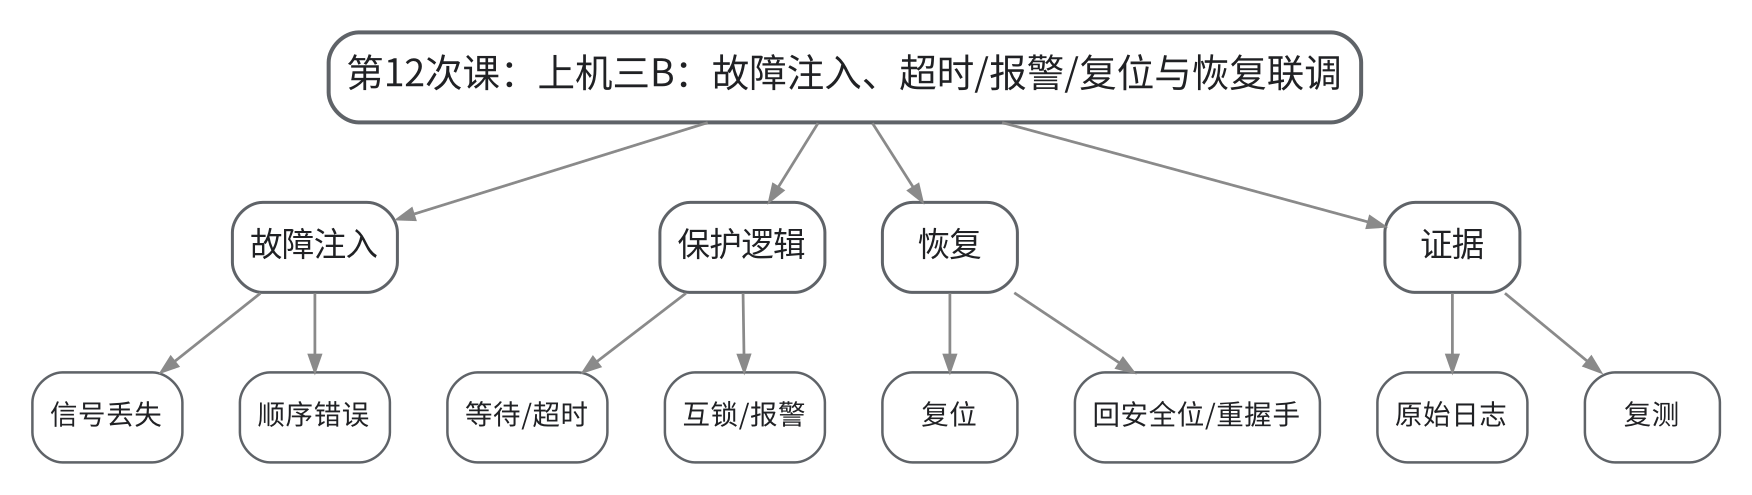 第12次课：上机三B：故障注入、超时/报警/复位与恢复联调
故障注入
保护逻辑
恢复
证据
信号丢失
顺序错误
等待/超时
互锁/报警
复位
回安全位/重握手
原始日志
复测